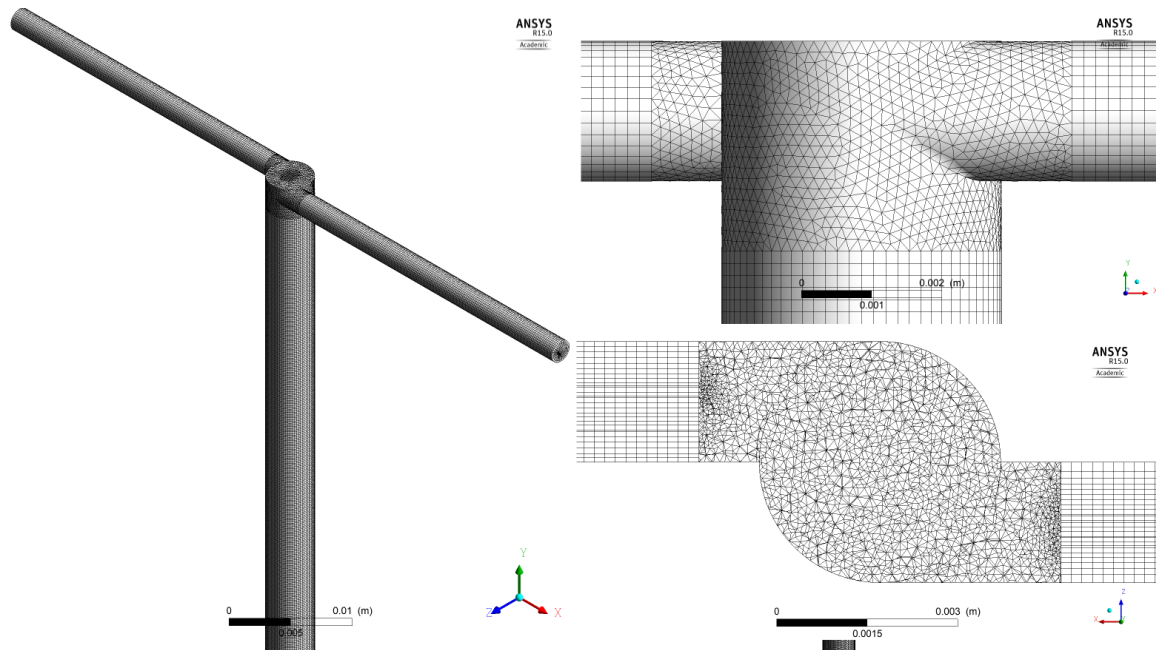 ANSYS
R15.0
Academic
Y
Z
X
0
0.01 (m)
0.005
ANSYS
R15.0
Academic
Y
X
0
0.002 (m)
0.001
ANSYS
R15.0
Academic
Z
X
Y
0
0.003 (m)
0.0015